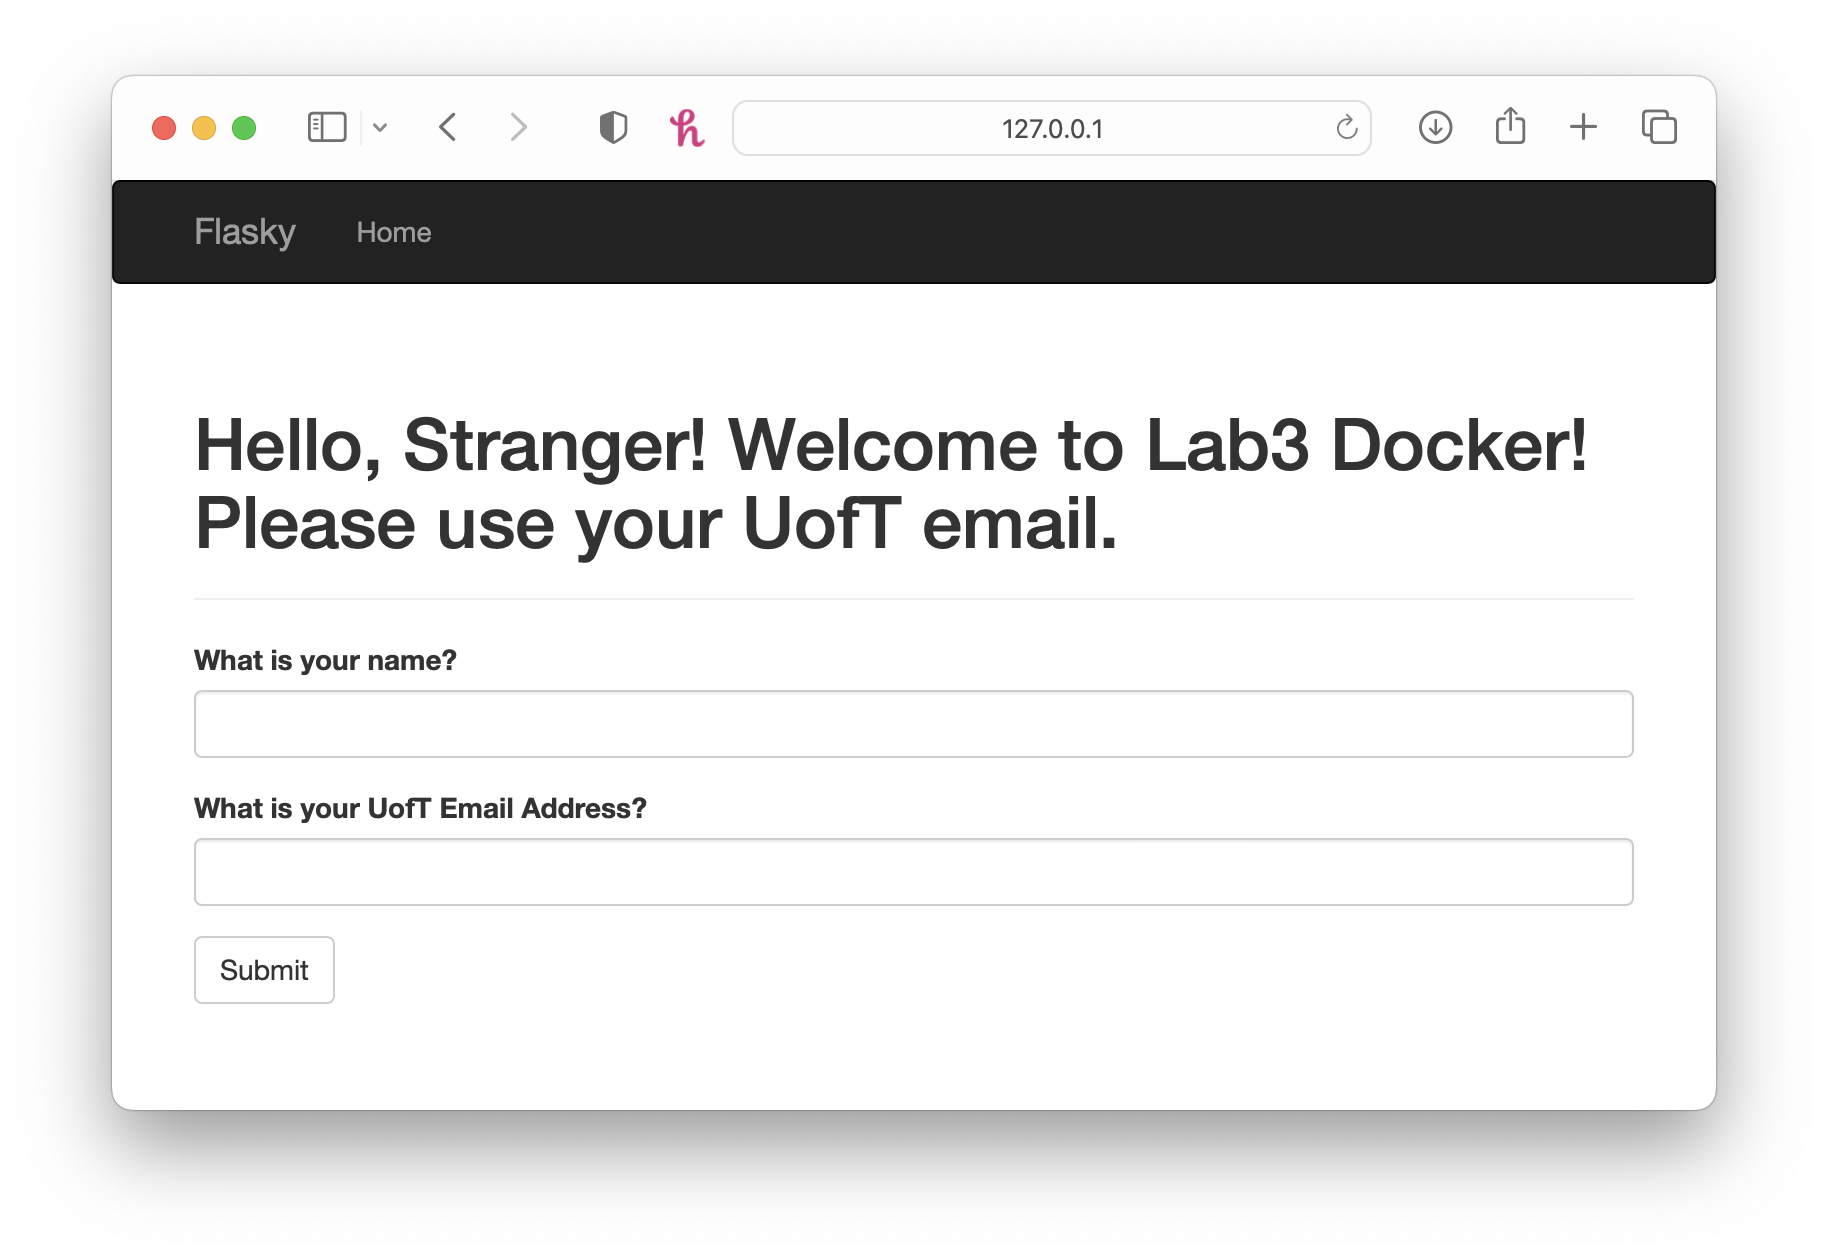 127.0.0.1
Flasky Home
Hello, Stranger! Welcome to Lab3 Docker!
Please use your UofT email.
What is your name?
What is your UofT Email Address?
Submit